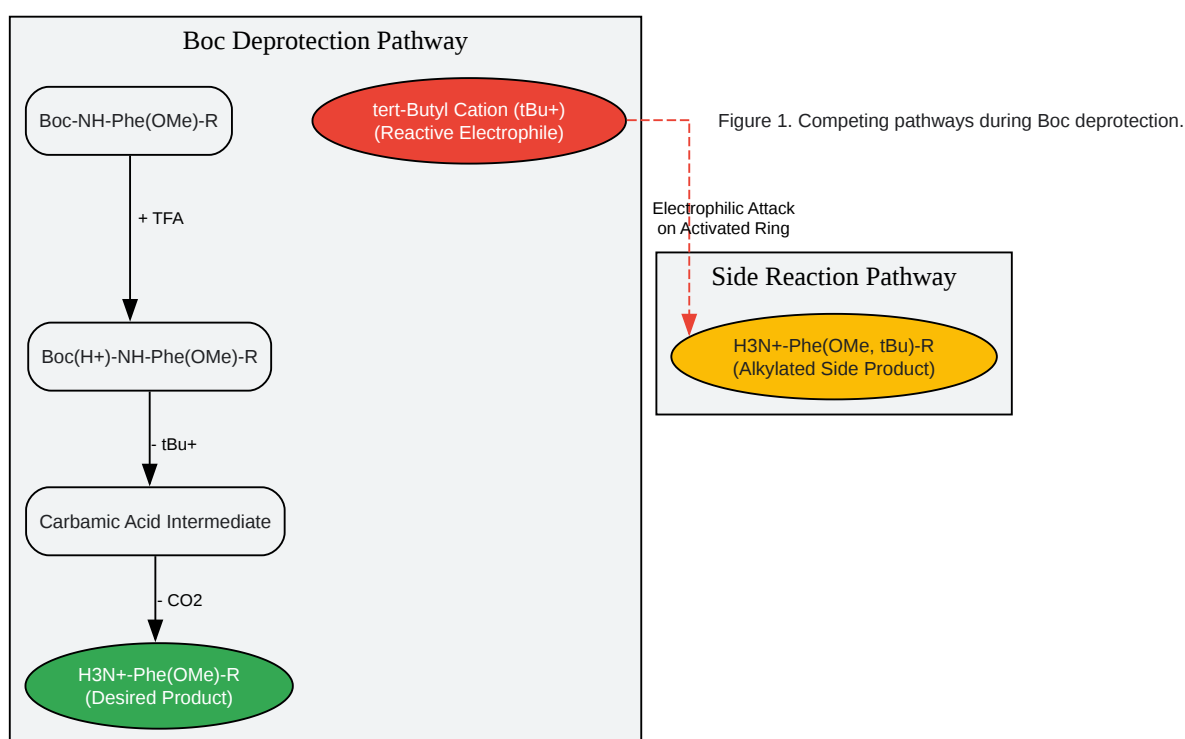 Boc Deprotection Pathway
Boc-NH-Phe(OMe)-R
tert-Butyl Cation (tBu+)
(Reactive Electrophile)
Figure 1. Competing pathways during Boc deprotection.
+ TFA
Electrophilic Attack
on Activated Ring
Side Reaction Pathway
Boc(H+)-NH-Phe(OMe)-R
H3N+-Phe(OMe, tBu)-R
(Alkylated Side Product)
- tBu+
Carbamic Acid Intermediate
- CO2
H3N+-Phe(OMe)-R
(Desired Product)